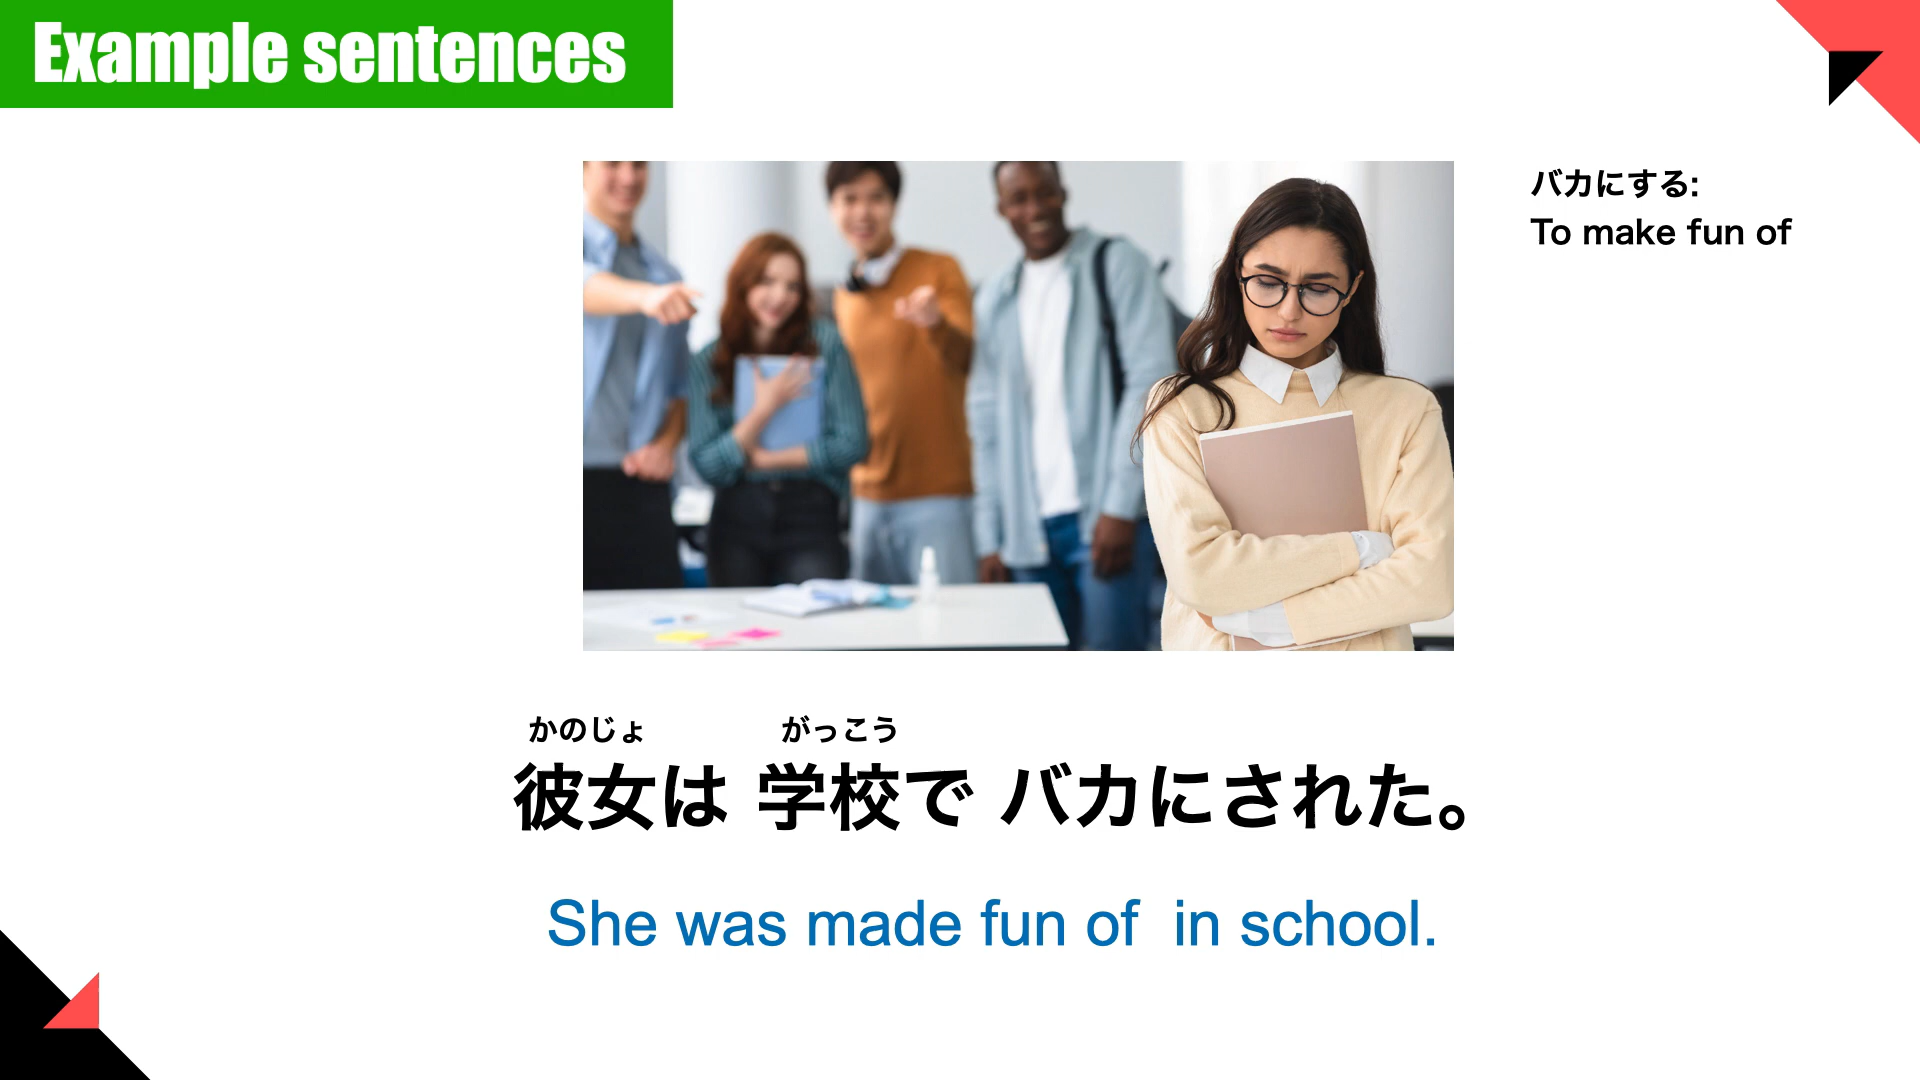 Example sentences
バカにする:
To make fun of
かのじょ がっこう
彼女は 学校で バカにされた。
She was made fun of  in school.